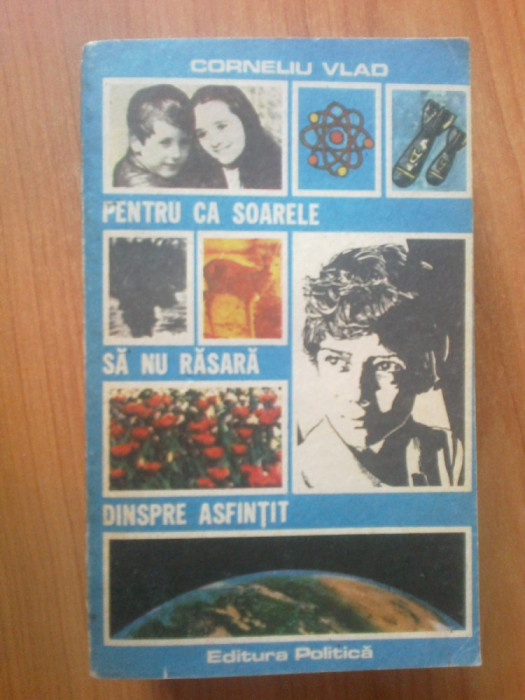 CORNELIU VLAD
PENTRU CA SOARELE
SĂ NU RĂSARĂ
DINSPRE ASFINȚIT
Editura Politică